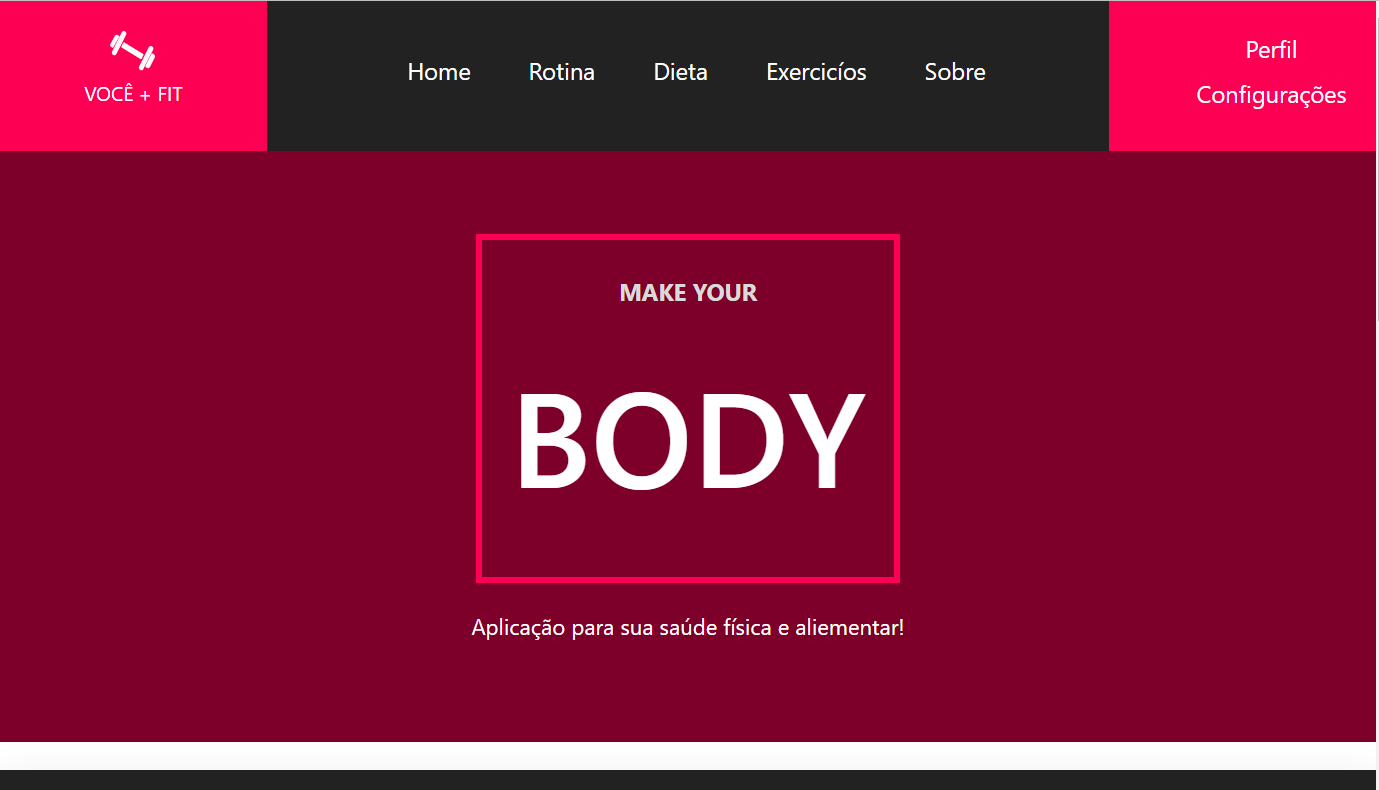 VOCÊ + FIT
Home Rotina Dieta Exercicíos Sobre
Perfil
Configurações
MAKE YOUR
BODY
Aplicação para sua saúde física e aliementar!